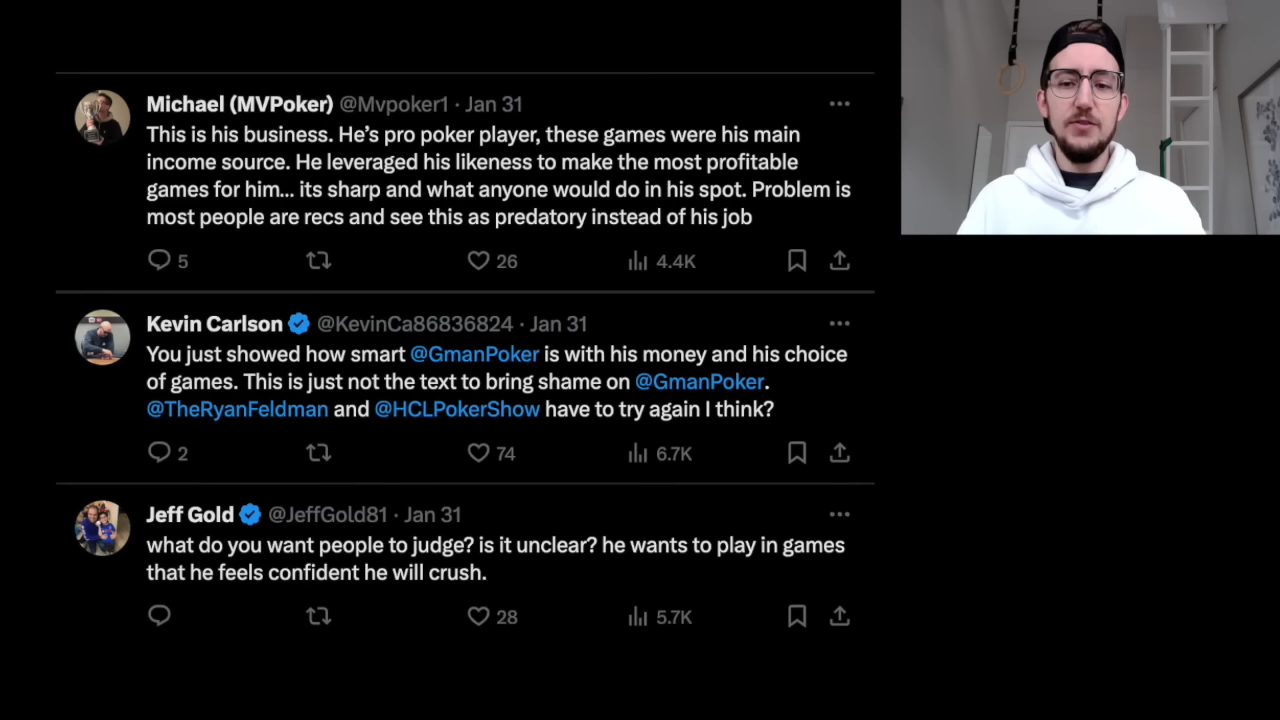 Michael (MVPoker) @Mvpoker1 · Jan 31
This is his business. He's pro poker player, these games were his main
income source. He leveraged his likeness to make the most profitable
games for him... its sharp and what anyone would do in his spot. Problem is
most people are recs and see this as predatory instead of his job
5 26 4.4K
Kevin Carlson @KevinCa86836824 · Jan 31
You just showed how smart @GmanPoker is with his money and his choice
of games. This is just not the text to bring shame on @GmanPoker.
@TheRyanFeldman and @HCLPokerShow have to try again I think?
2 74 6.7K
Jeff Gold @JeffGold81 · Jan 31
what do you want people to judge? is it unclear? he wants to play in games
that he feels confident he will crush.
28 5.7K